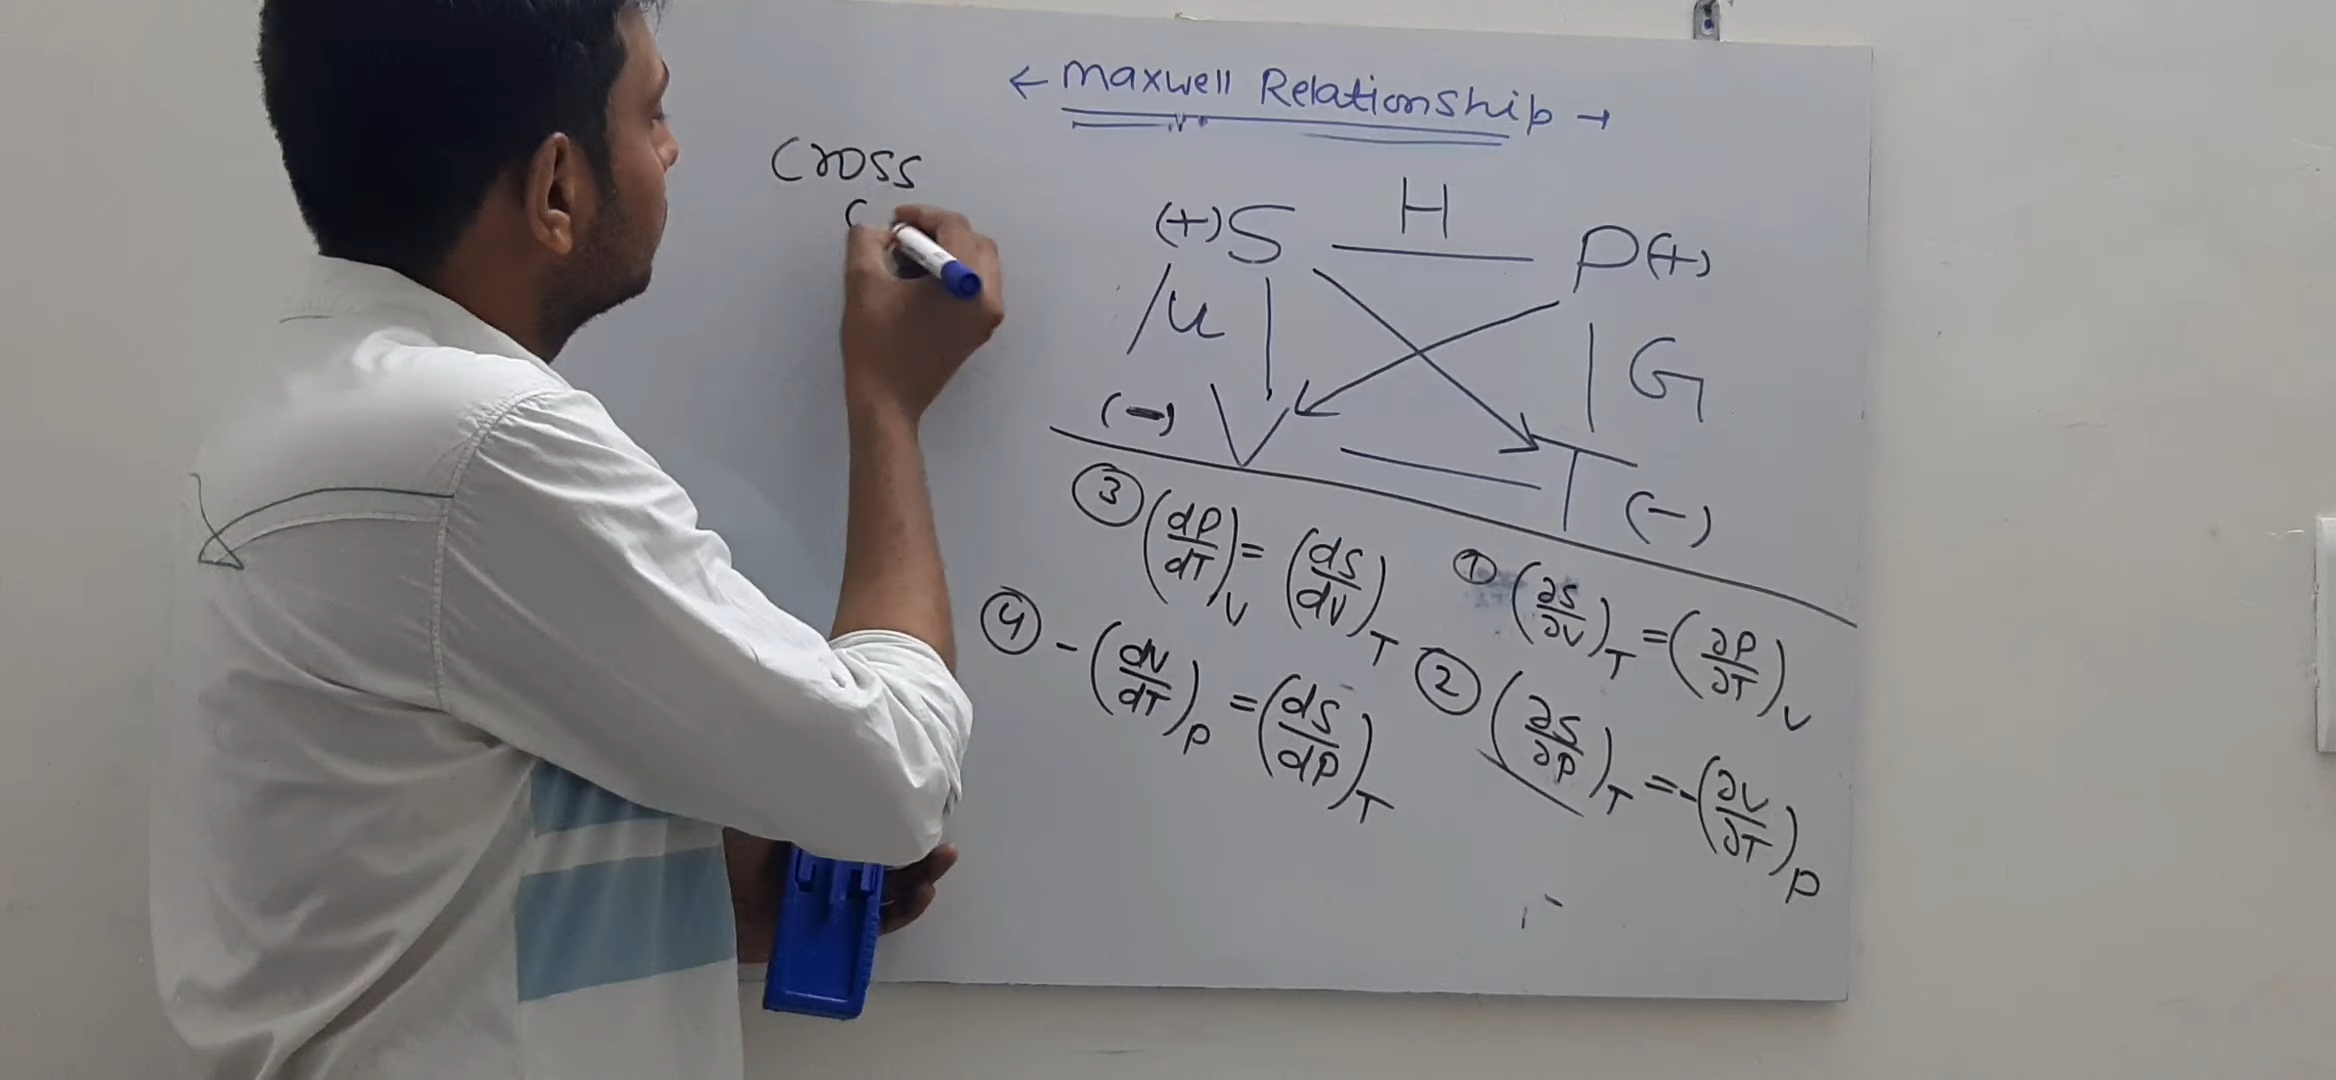 ← Maxwell Relationship →
Cross
C
H
(+) S P (+)
U G
(-) V T (-)
③ (dP/dT)V = (dS/dV)T
④ -(dV/dT)P = (dS/dP)T
① (∂S/∂V)T = (∂P/∂T)V
② (∂S/∂P)T = -(∂V/∂T)P